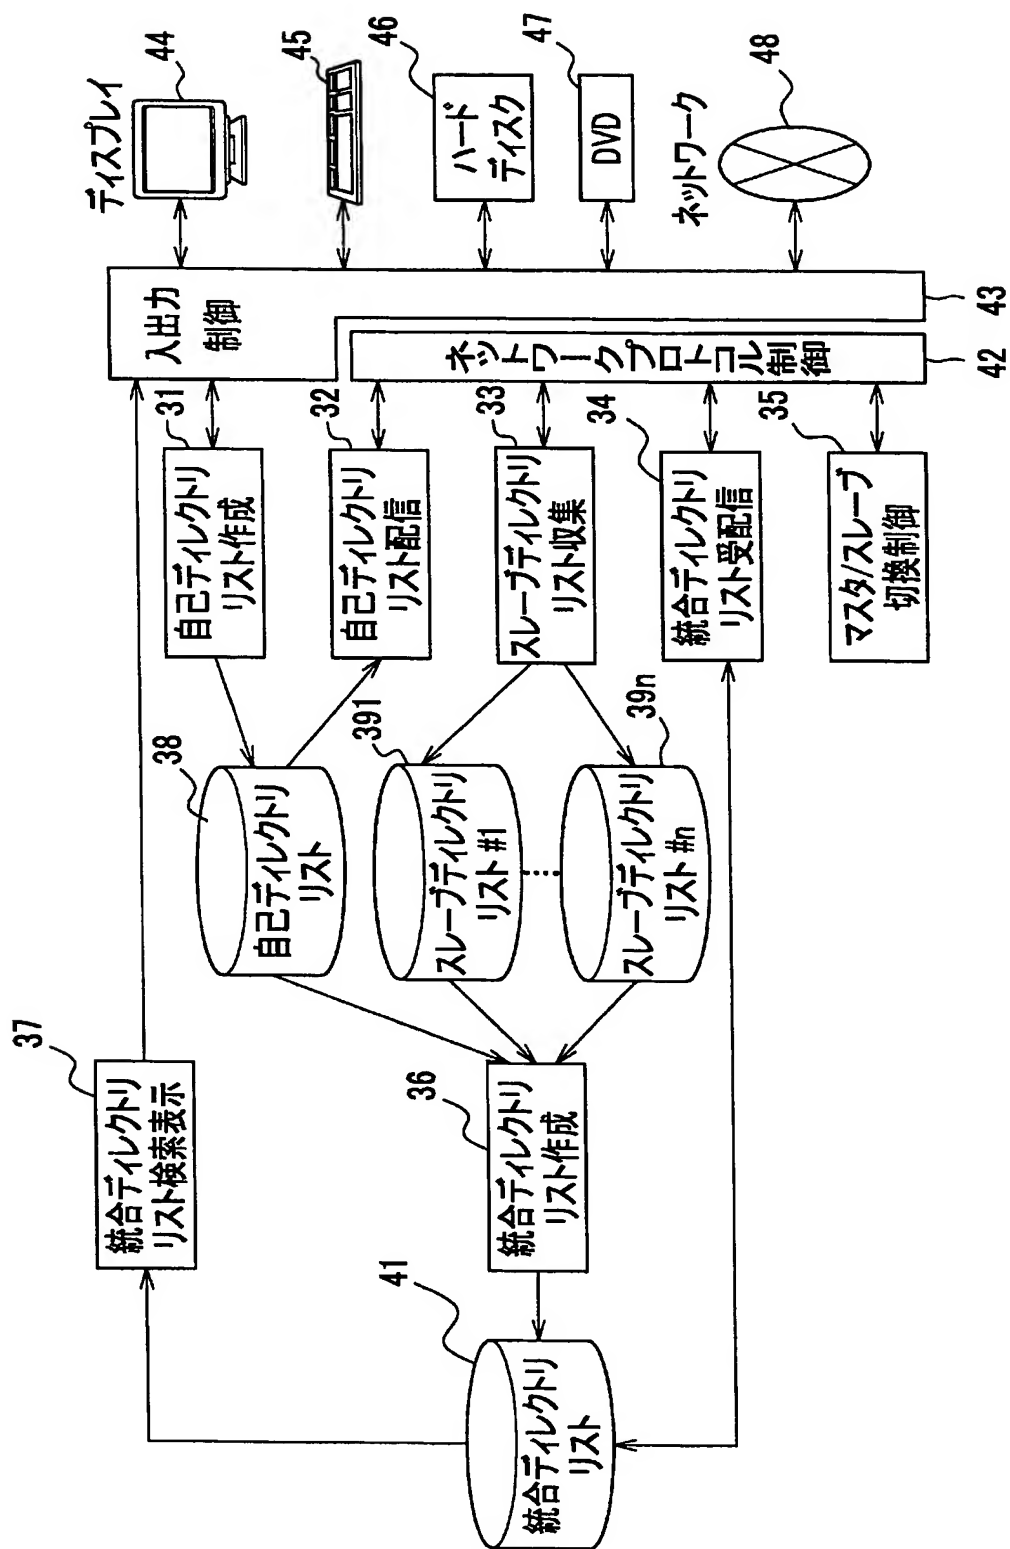 ディスプレイ
44
45
46
ハード
ディスク
47
DVD
ネットワーク
48
入出力
制御
43
ネットワークプロトコル制御
42
31
自己ディレクトリ
リスト作成
32
自己ディレクトリ
リスト配信
33
スレーブディレクトリ
リスト収集
34
統合ディレクトリ
リスト受配信
35
マスタ/スレーブ
切換制御
38
自己ディレクトリ
リスト
391
スレーブディレクトリ
リスト#1
39n
スレーブディレクトリ
リスト#n
37
統合ディレクトリ
リスト検索表示
36
統合ディレクトリ
リスト作成
41
統合ディレクトリ
リスト